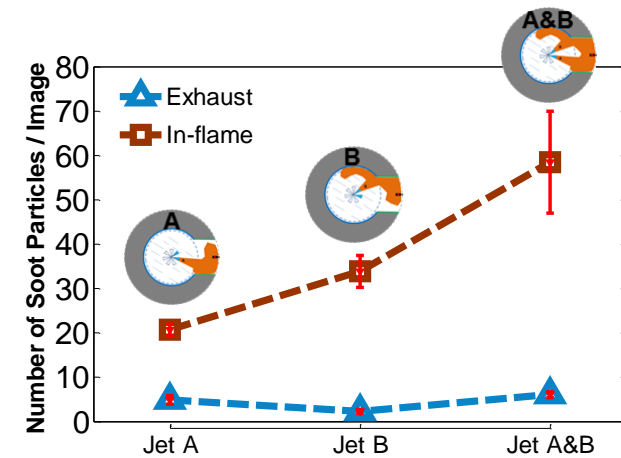 A&B
80
Number of Soot Particles / Image
Exhaust
70
In-flame
60
B
50
40
A
30
20
10
0
Jet A
Jet B
Jet A&B